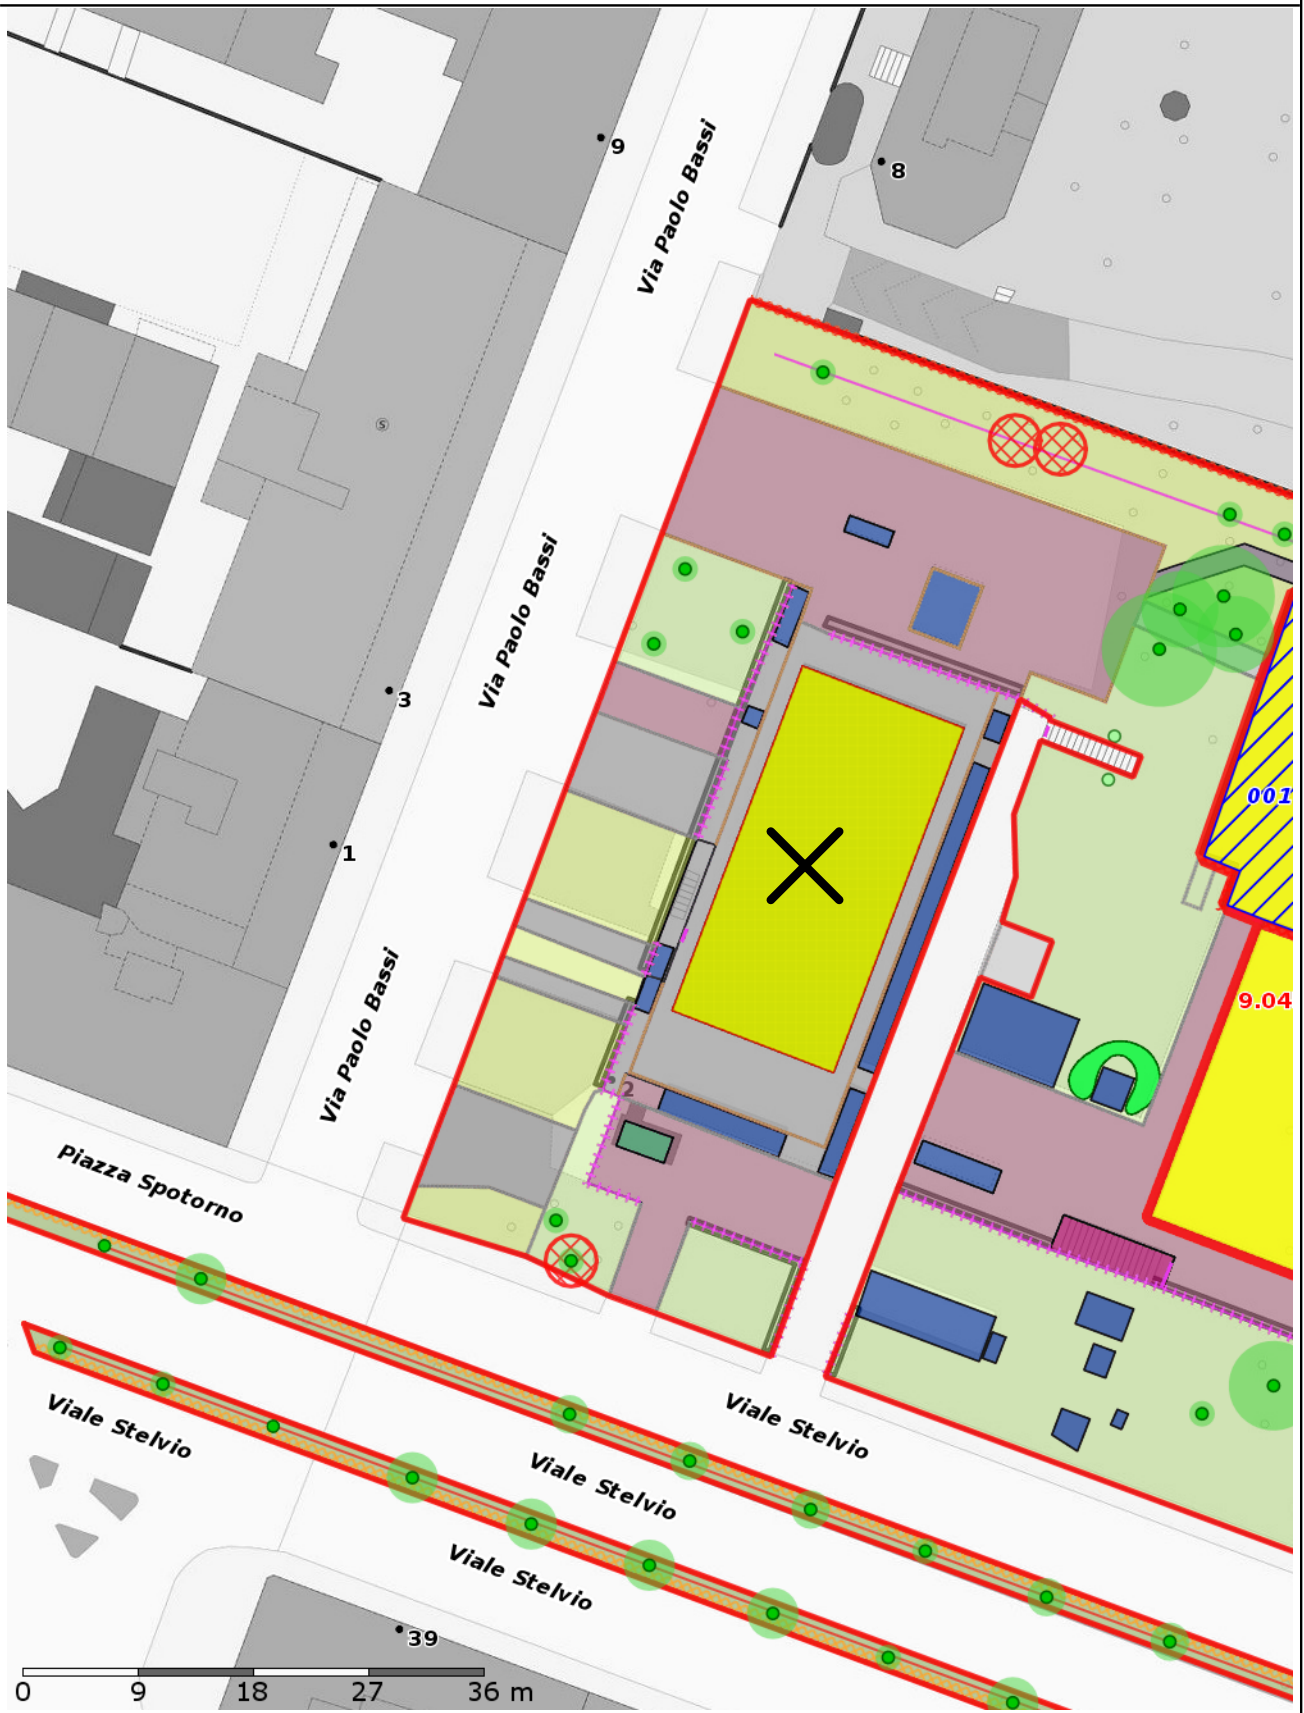 9
Via Paolo Bassi
8
S
Via Paolo Bassi
3
001
1
9.04
Via Paolo Bassi
2
Piazza Spotorno
Viale Stelvio
Viale Stelvio
Viale Stelvio
Viale Stelvio
39
0 9 18 27 36 m